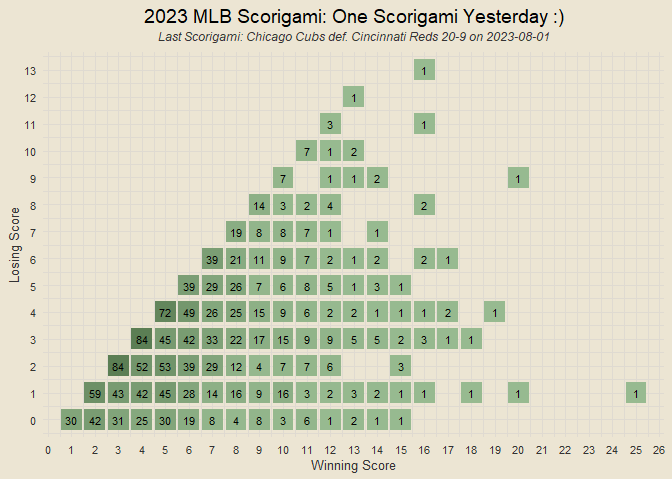 2023 MLB Scorigami: One Scorigami Yesterday :)
Last Scorigami: Chicago Cubs def. Cincinnati Reds 20-9 on 2023-08-01
13 1
12 1
11 3 1
10 7 1 2
9 7 1 1 2 1
8 14 3 2 4 2
7 19 8 8 7 1 1
6 39 21 11 9 7 2 1 2 2 1
5 39 29 26 7 6 8 5 1 3 1
4 72 49 26 25 15 9 6 2 2 1 1 1 2 1
3 84 45 42 33 22 17 15 9 9 5 5 2 3 1 1
2 84 52 53 39 29 12 4 7 7 6 3
1 59 43 42 45 28 14 16 9 16 3 2 3 2 1 1 1 1 1
0 30 42 31 25 30 19 8 4 8 3 6 1 2 1 1
0 1 2 3 4 5 6 7 8 9 10 11 12 13 14 15 16 17 18 19 20 21 22 23 24 25 26
Losing Score
Winning Score